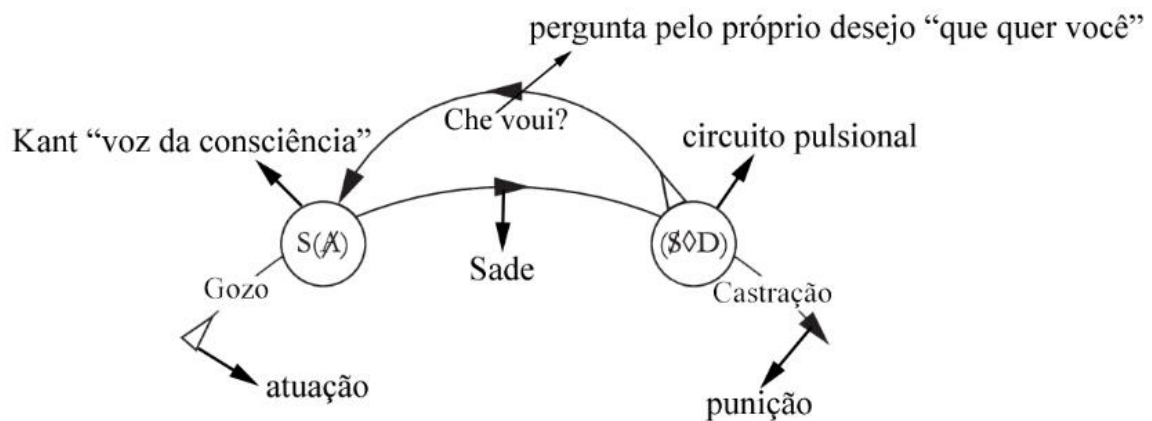 pergunta pelo próprio desejo “que quer você”
Che voui?
Kant “voz da consciência”
circuito pulsional
S(Ⱥ)
($◊D)
Sade
Gozo
Castração
atuação
punição